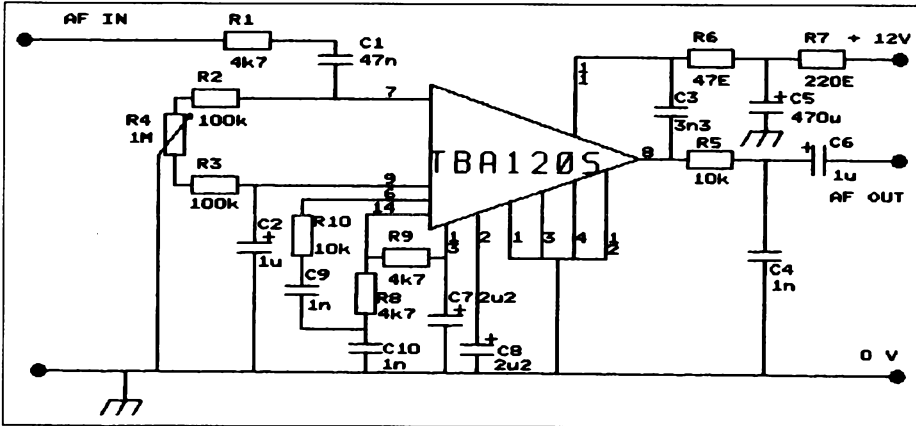 AF IN
R1
4k7
C1
47n
R6
47E
R7
+ 12V
220E
R2
100k
7
11
C3
3n3
C5
+
470u
R4
1M
TBA120S
8
R5
10k
C6
+
1u
AF OUT
R3
100k
9
6
14
C2
+
1u
R10
10k
R9
4k7
13
2
1
3
4
12
C4
1n
C9
1n
R8
4k7
C7
2u2
+
C10
1n
C8
+
2u2
0 V